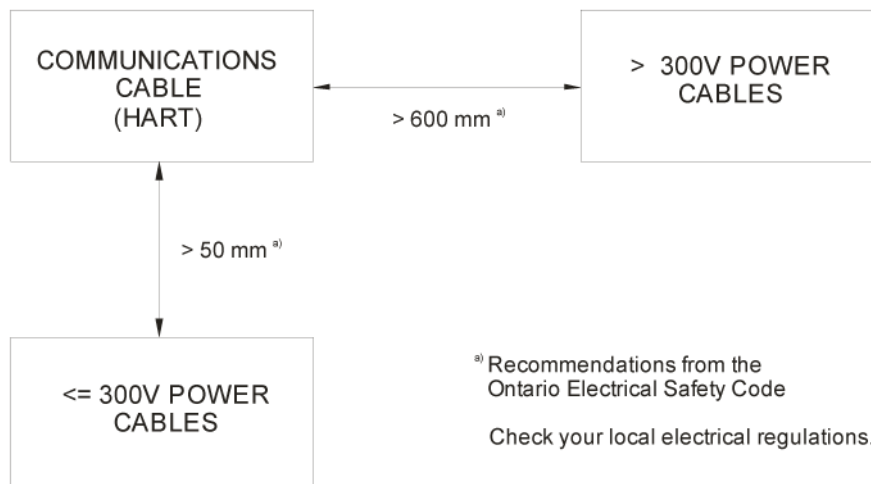 COMMUNICATIONS
CABLE
(HART)
> 300V POWER
CABLES
> 600 mm a)
> 50 mm a)
<= 300V POWER
CABLES
a) Recommendations from the
Ontario Electrical Safety Code
Check your local electrical regulations.